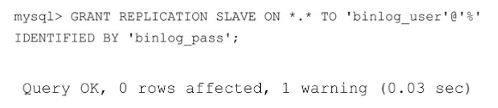 mysql> GRANT REPLICATION SLAVE ON *.* TO 'binlog_user'@'%'
IDENTIFIED BY 'binlog_pass';
Query OK, 0 rows affected, 1 warning (0.03 sec)